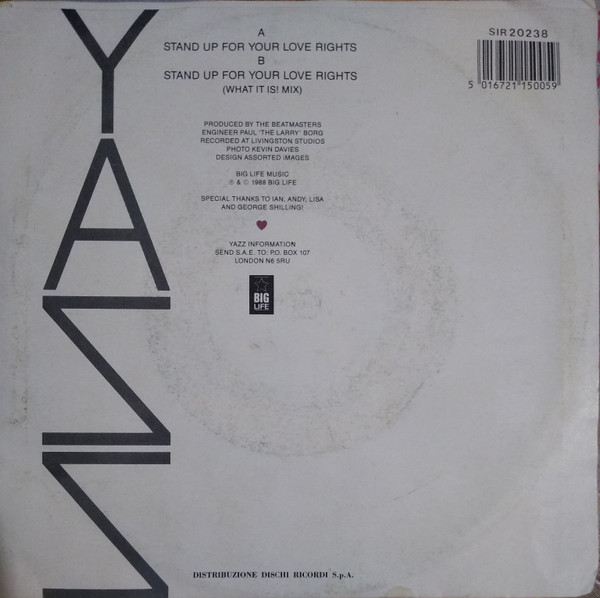 YAZZ
A
STAND UP FOR YOUR LOVE RIGHTS
B
STAND UP FOR YOUR LOVE RIGHTS
(WHAT IT IS! MIX)
SIR 20238
5 016721 150059
PRODUCED BY THE BEATMASTERS
ENGINEER PAUL 'THE LARRY' BORG
RECORDED AT LIVINGSTON STUDIOS
PHOTO KEVIN DAVIES
DESIGN ASSORTED iMAGES
BIG LIFE MUSIC
℗ & © 1988 BIG LIFE
SPECIAL THANKS TO IAN, ANDY, LISA
AND GEORGE SHILLING!
YAZZ INFORMATION
SEND S.A.E. TO: P.O. BOX 107
LONDON N6 5RU
BIG
LIFE
DISTRIBUZIONE DISCHI RICORDI S.p.A.